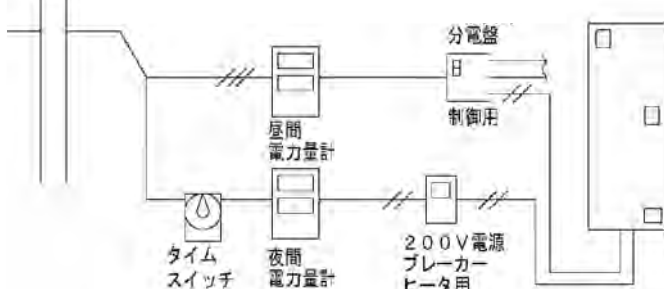 分電盤
制御用
昼間
電力量計
タイム
スイッチ
夜間
電力量計
200V電源
ブレーカー
ヒータ用